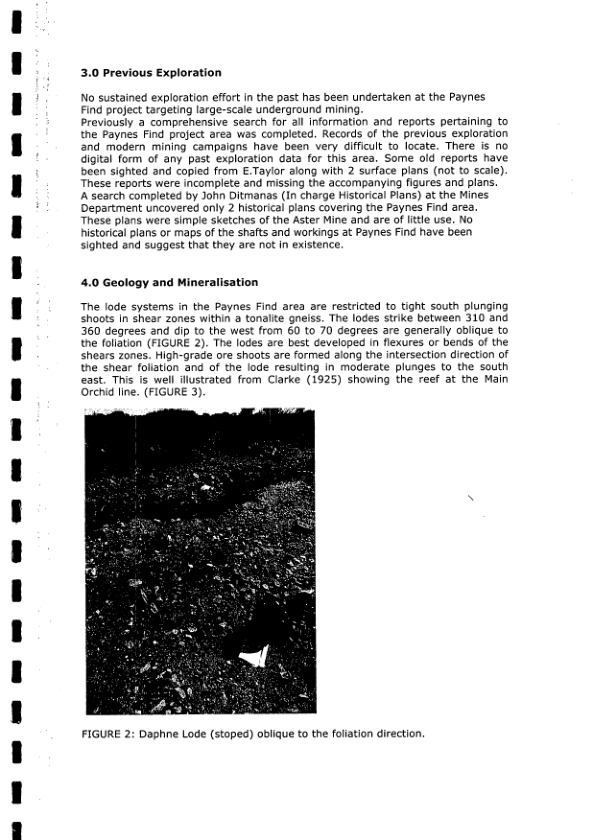 3.0 Previous Exploration
No sustained exploration effort in the past has been undertaken at the Paynes
Find project targeting large-scale underground mining.
Previously a comprehensive search for all information and reports pertaining to
the Paynes Find project area was completed. Records of the previous exploration
and modern mining campaigns have been very difficult to locate. There is no
digital form of any past exploration data for this area. Some old reports have
been sighted and copied from E.Taylor along with 2 surface plans (not to scale).
These reports were incomplete and missing the accompanying figures and plans.
A search completed by John Ditmanas (In charge Historical Plans) at the Mines
Department uncovered only 2 historical plans covering the Paynes Find area.
These plans were simple sketches of the Aster Mine and are of little use. No
historical plans or maps of the shafts and workings at Paynes Find have been
sighted and suggest that they are not in existence.
4.0 Geology and Mineralisation
The lode systems in the Paynes Find area are restricted to tight south plunging
shoots in shear zones within a tonalite gneiss. The lodes strike between 310 and
360 degrees and dip to the west from 60 to 70 degrees are generally oblique to
the foliation (FIGURE 2). The lodes are best developed in flexures or bends of the
shears zones. High-grade ore shoots are formed along the intersection direction of
the shear foliation and of the lode resulting in moderate plunges to the south
east. This is well illustrated from Clarke (1925) showing the reef at the Main
Orchid line. (FIGURE 3).
FIGURE 2: Daphne Lode (stoped) oblique to the foliation direction.